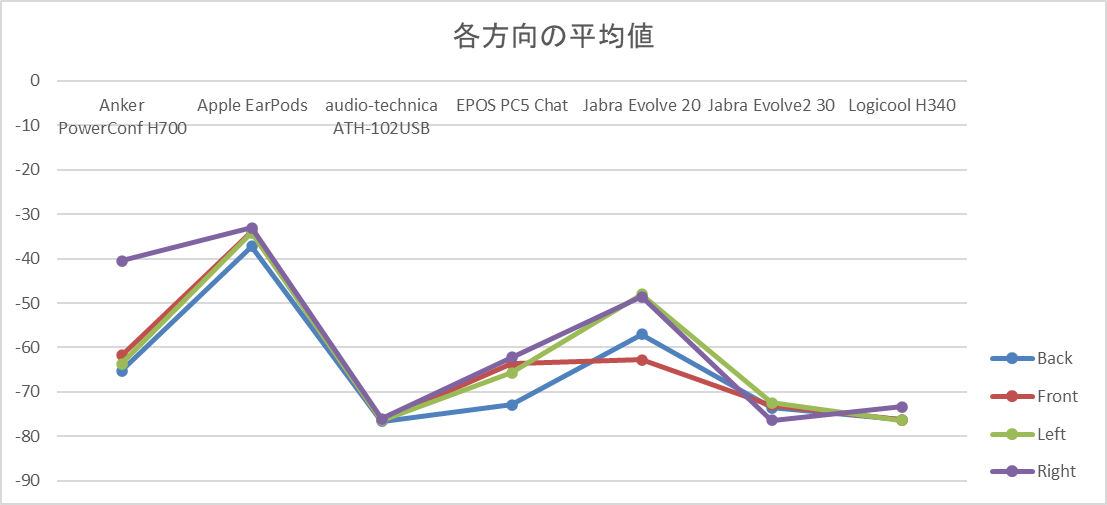 各方向の平均値
0
-10
-20
-30
-40
-50
-60
-70
-80
-90
Anker
PowerConf H700
Apple EarPods
audio-technica
ATH-102USB
EPOS PC5 Chat
Jabra Evolve 20
Jabra Evolve2 30
Logicool H340
Back
Front
Left
Right